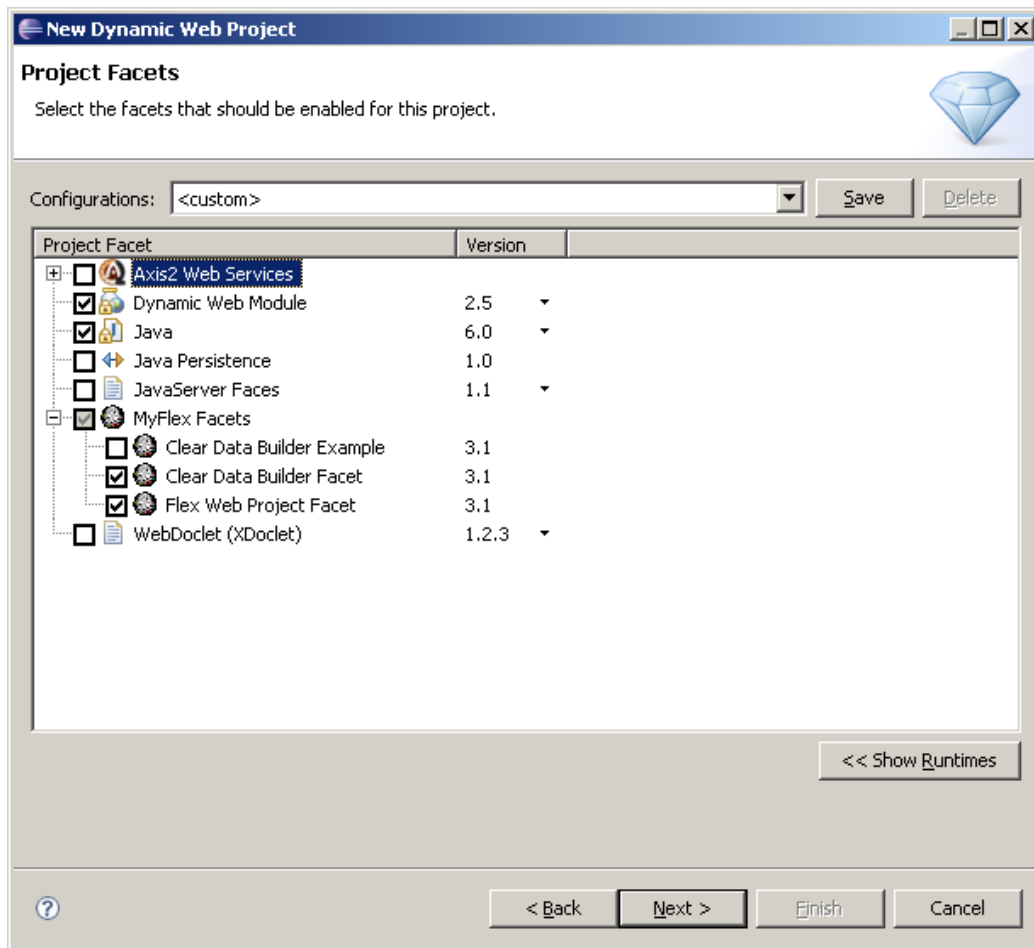 New Dynamic Web Project
Project Facets
Select the facets that should be enabled for this project.
Configurations: <custom> Save Delete
Project Facet Version
Axis2 Web Services
Dynamic Web Module 2.5
Java 6.0
Java Persistence 1.0
JavaServer Faces 1.1
MyFlex Facets
Clear Data Builder Example 3.1
Clear Data Builder Facet 3.1
Flex Web Project Facet 3.1
WebDoclet (XDoclet) 1.2.3
<< Show Runtimes
? < Back Next > Finish Cancel